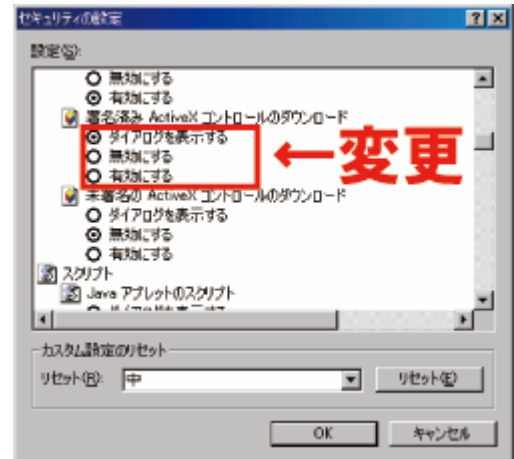 セキュリティの設定
設定(S):
無効にする
有効にする
署名済み ActiveX コントロールのダウンロード
ダイアログを表示する
無効にする
有効にする
←変更
未署名の ActiveX コントロールのダウンロード
ダイアログを表示する
無効にする
有効にする
スクリプト
Java アプレットのスクリプト
カスタム設定のリセット
リセット(R): 中 リセット(E)
OK キャンセル